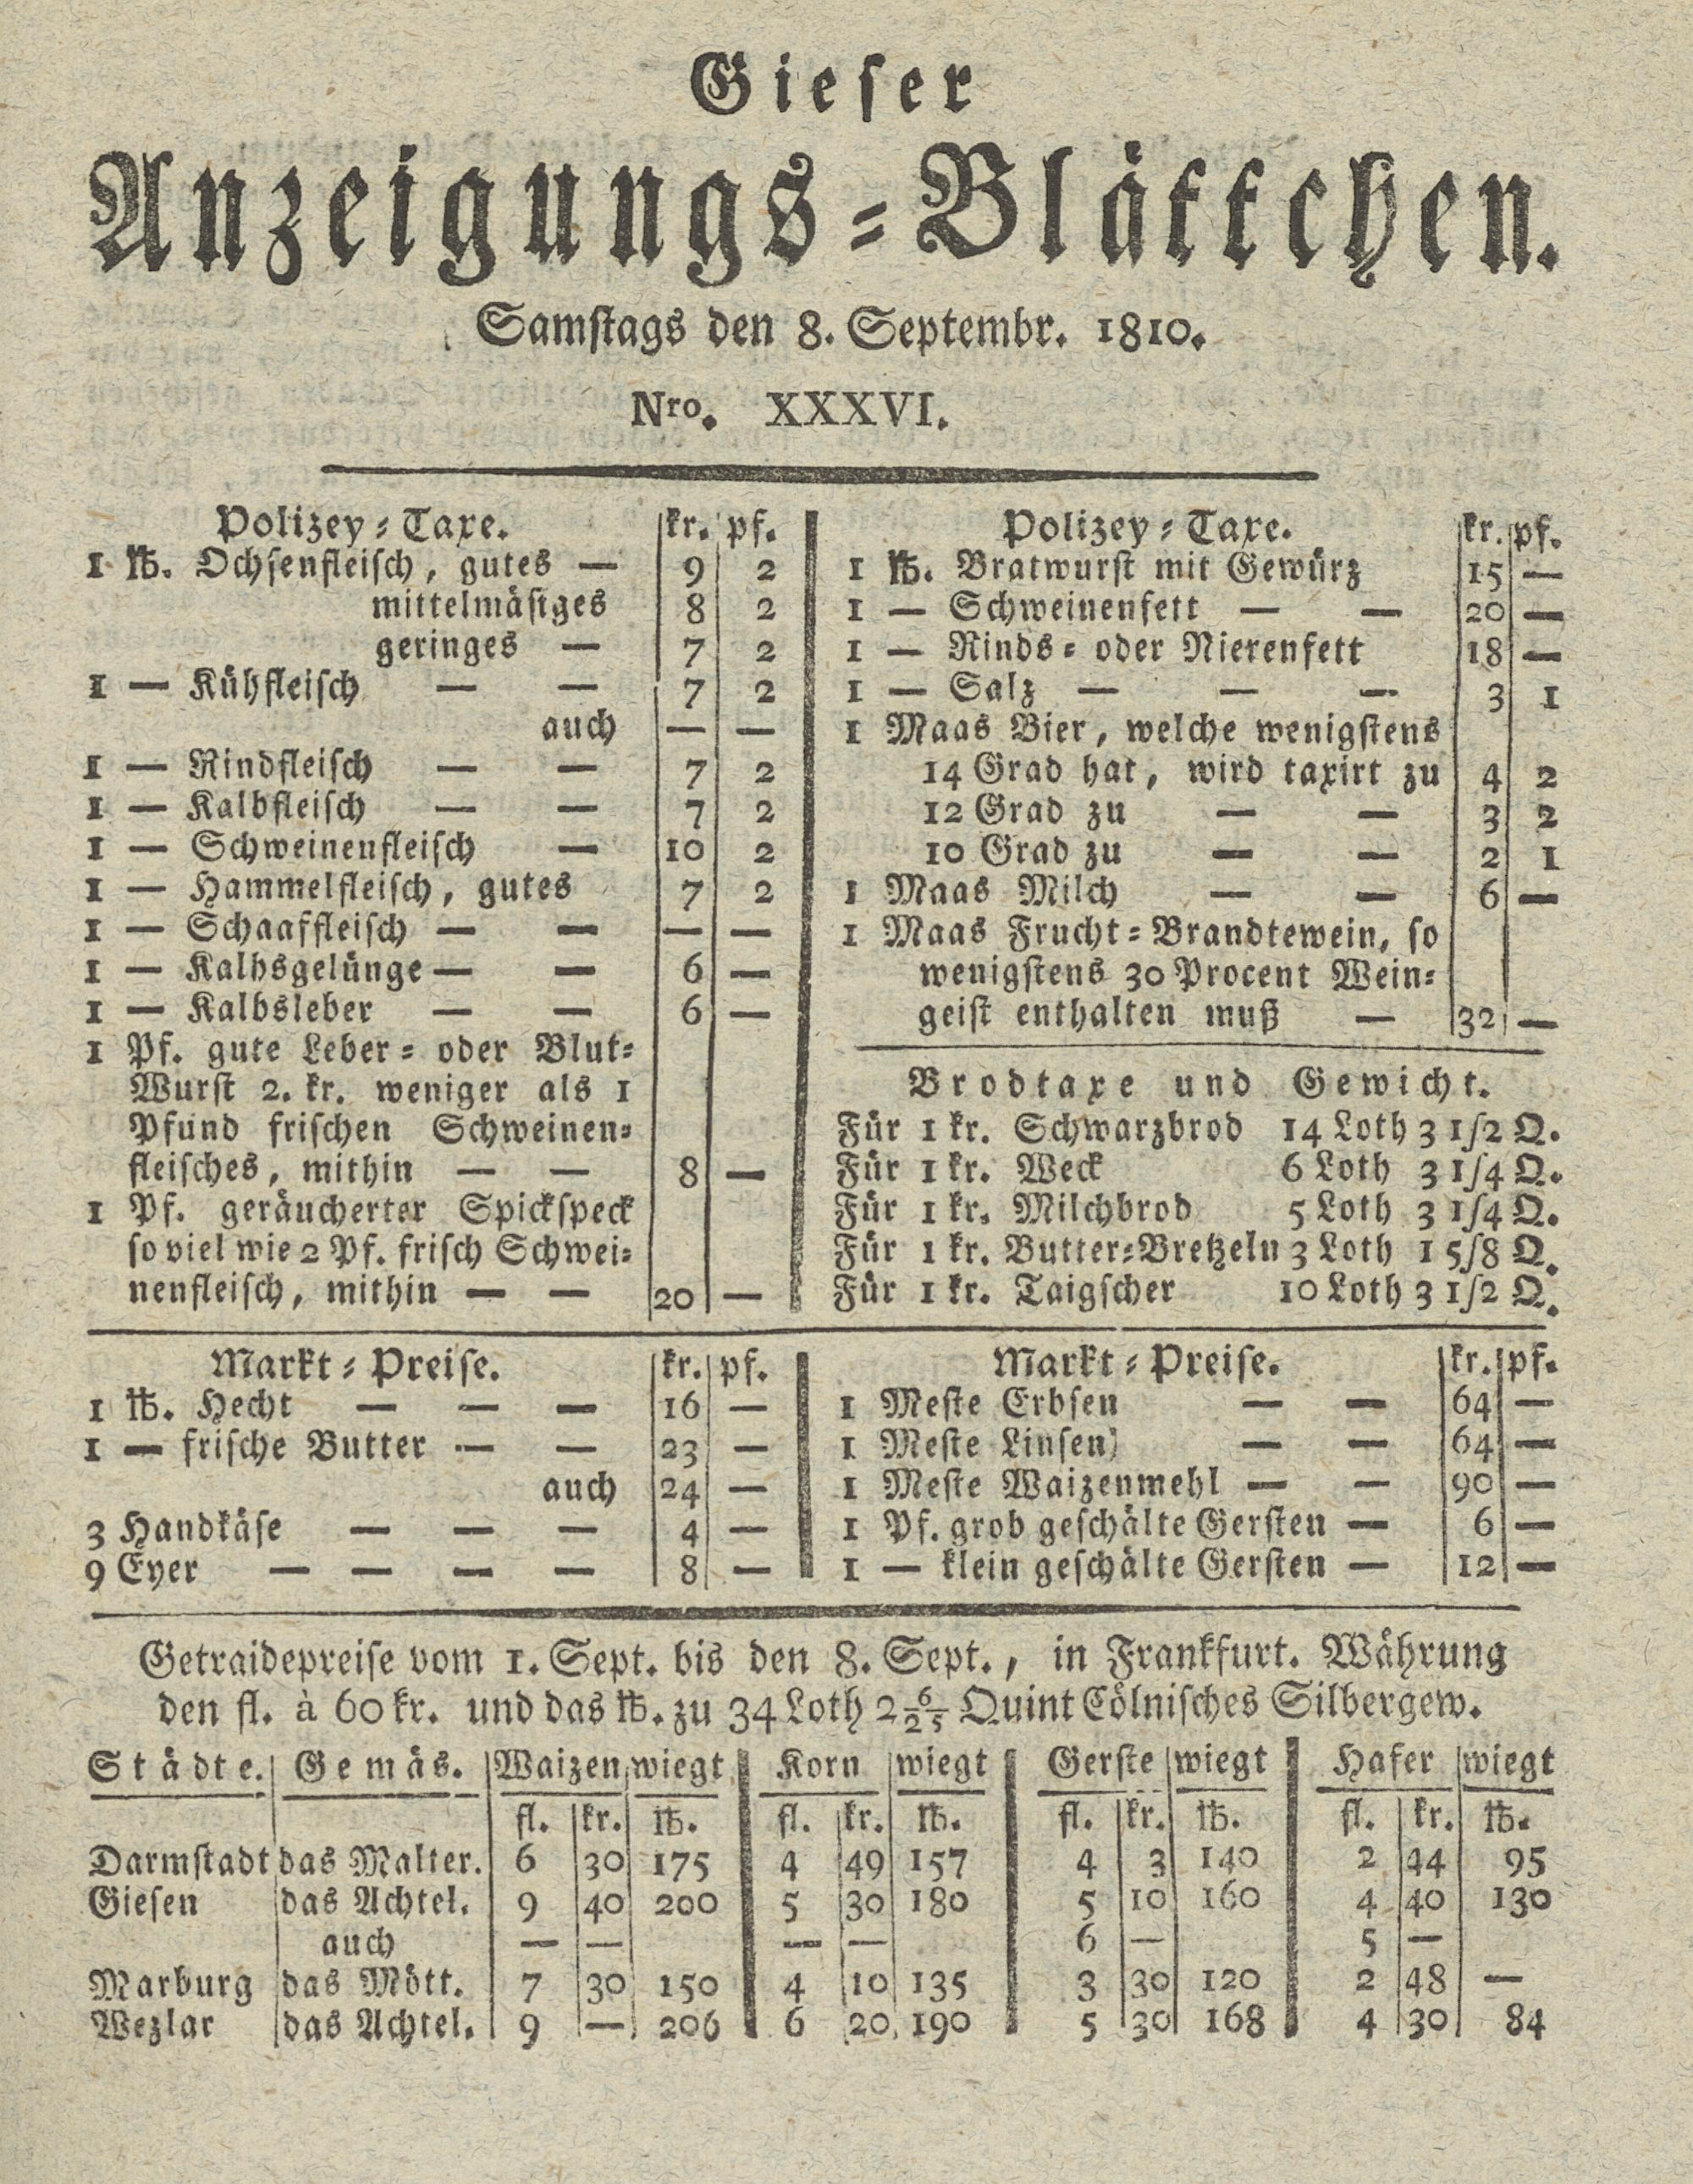 Gieser
Anzeigungs-Blättchen.
Samstags den 8. Septembr. 1810.
Nro. XXXVI.
Polizey-Taxe. kr. pf.
1 ℔. Ochsenfleisch, gutes — 9 2
mittelmäsiges 8 2
geringes — 7 2
1 — Kühfleisch — — 7 2
auch — —
1 — Rindfleisch — — 7 2
1 — Kalbfleisch — — 7 2
1 — Schweinenfleisch — 10 2
1 — Hammelfleisch, gutes 7 2
1 — Schaaffleisch — — — —
1 — Kalbsgelünge — — 6 —
1 — Kalbsleber — — 6 —
1 Pf. gute Leber- oder Blut-
Wurst 2. kr. weniger als 1
Pfund frischen Schweinen-
fleisches, mithin — — 8 —
1 Pf. geräucherter Spickspeck
so viel wie 2 Pf. frisch Schwei-
nenfleisch, mithin — — 20 —
Polizey-Taxe. kr. pf.
1 ℔. Bratwurst mit Gewürz 15 —
1 — Schweinenfett — — 20 —
1 — Rinds- oder Nierenfett 18 —
1 — Salz — — — 3 1
1 Maas Bier, welche wenigstens
14 Grad hat, wird taxirt zu 4 2
12 Grad zu — — 3 2
10 Grad zu — — 2 1
1 Maas Milch — — 6 —
1 Maas Frucht-Brandtewein, so
wenigstens 30 Procent Wein-
geist enthalten muß — 32 —
Brodtaxe und Gewicht.
Für 1 kr. Schwarzbrod 14 Loth 3 1/2 Q.
Für 1 kr. Weck 6 Loth 3 1/4 Q.
Für 1 kr. Milchbrod 5 Loth 3 1/4 Q.
Für 1 kr. Butter-Bretzeln 3 Loth 1 5/8 Q.
Für 1 kr. Taigscher 10 Loth 3 1/2 Q.
Markt-Preise. kr. pf.
1 ℔. Hecht — — — 16 —
1 — frische Butter — — 23 —
auch 24 —
3 Handkäse — — — 4 —
9 Eyer — — — — 8 —
Markt-Preise. kr. pf.
1 Meste Erbsen — — 64 —
1 Meste Linsen) — — 64 —
1 Meste Waizenmehl — — 90 —
1 Pf. grob geschälte Gersten — 6 —
1 — klein geschälte Gersten — 12 —
Getraidepreise vom 1. Sept. bis den 8. Sept., in Frankfurt. Währung
den fl. à 60 kr. und das ℔. zu 34 Loth 2 6/25 Quint Cölnisches Silbergew.
Städte. Gemäs. Waizen wiegt Korn wiegt Gerste wiegt Hafer wiegt
fl. kr. ℔. fl. kr. ℔. fl. kr. ℔. fl. kr. ℔.
Darmstadt das Malter. 6 30 175 4 49 157 4 3 140 2 44 95
Giesen das Achtel. 9 40 200 5 30 180 5 10 160 4 40 130
auch — — — — 6 — 5 —
Marburg das Mött. 7 30 150 4 10 135 3 30 120 2 48 —
Wezlar das Achtel. 9 — 206 6 20 190 5 30 168 4 30 84